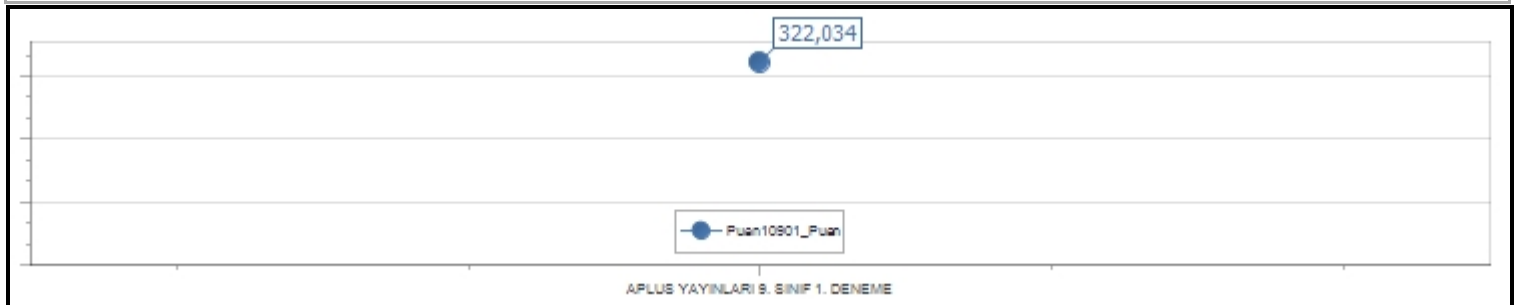 322,034
Puan10901_Puan
APLUS YAYINLARI 9. SINIF 1. DENEME